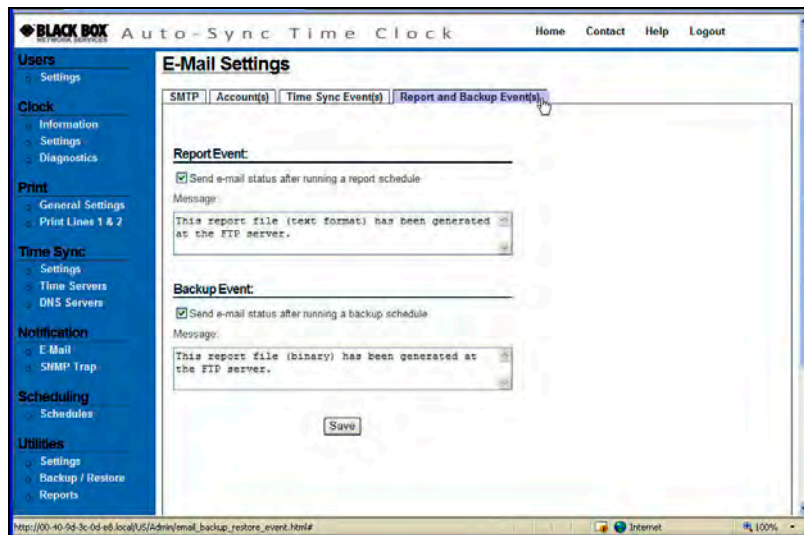 BLACK BOX
NETWORK SERVICES
Auto-Sync Time Clock
Home Contact Help Logout
Users
Settings
Clock
Information
Settings
Diagnostics
Print
General Settings
Print Lines 1 & 2
Time Sync
Settings
Time Servers
DNS Servers
Notification
E-Mail
SNMP Trap
Scheduling
Schedules
Utilities
Settings
Backup / Restore
Reports
E-Mail Settings
SMTP Account(s) Time Sync Event(s) Report and Backup Event(s)
Report Event:
Send e-mail status after running a report schedule
Message:
This report file (text format) has been generated
at the FTP server.
Backup Event:
Send e-mail status after running a backup schedule
Message:
This report file (binary) has been generated at
the FTP server.
Save
http://00-40-9d-3c-0d-e8.local/US/Admin/email_backup_restore_event.html#
Internet
100%